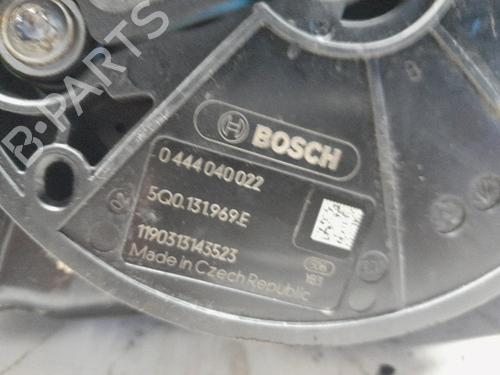 BOSCH
0 444 040 022
5Q0.131.969.E
1190313143523
Made in Czech Republic
B-PARTS